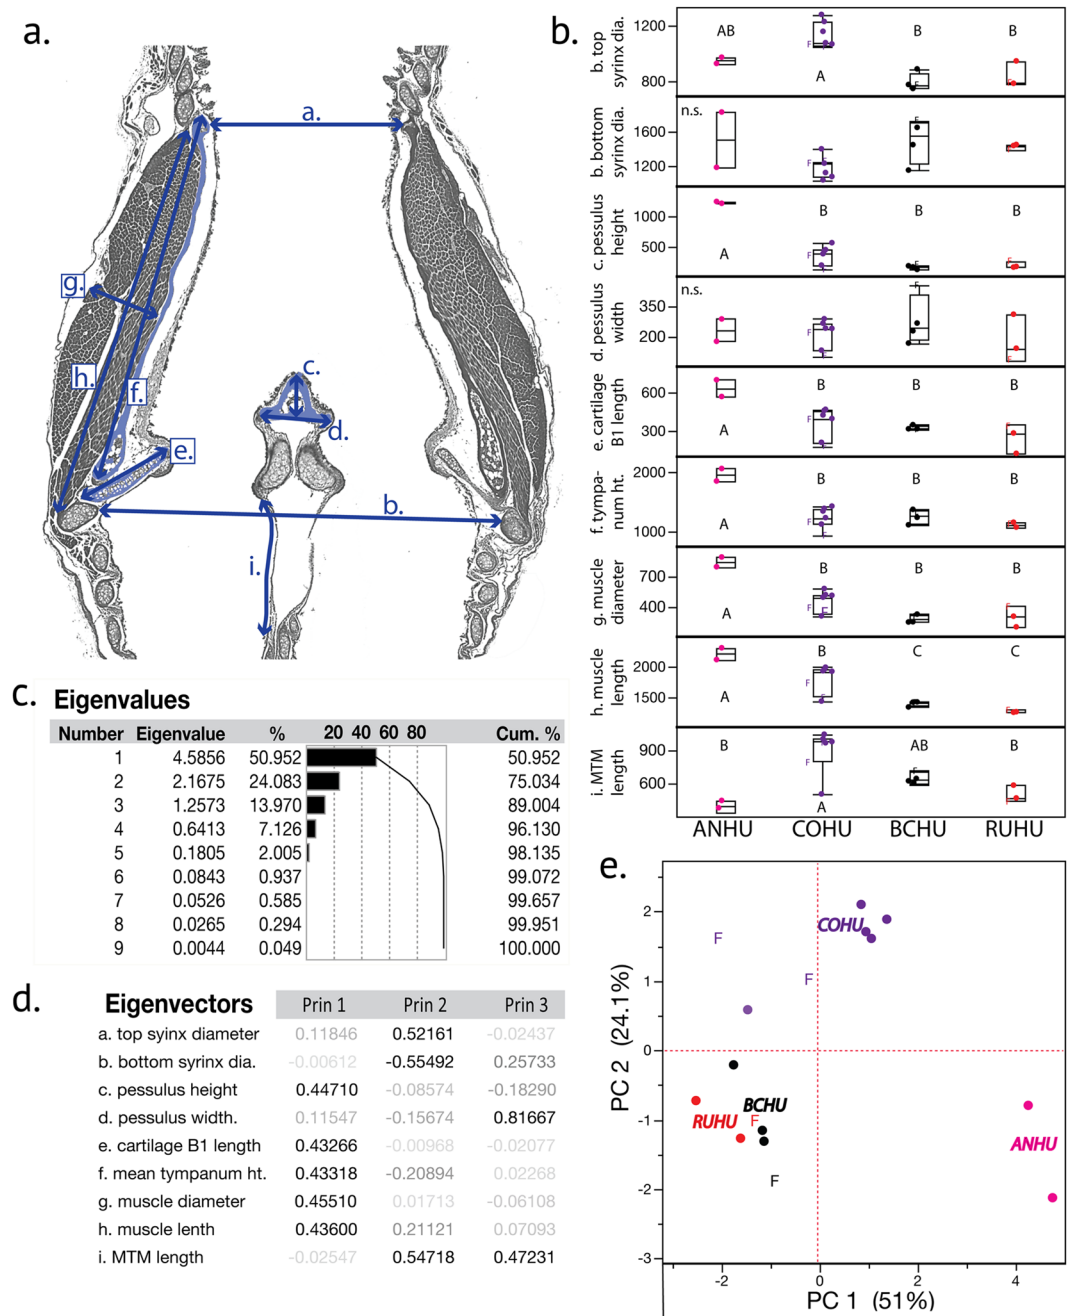 a.
a.
g.
h.
f.
c.
d.
e.
b.
i.
b.
b. top
syrinx dia.
1200
800
AB
F
A
B
F
B
F
b. bottom
syrinx dia.
n.s.
1600
1200
F
F
c. pessulus
height
1000
500
A
B
F
B
F
B
F
d. pessulus
width
n.s.
350
200
F
F
F
e. cartilage
B1 length
600
300
A
B
F
B
B
F
f. tympa-
num ht.
2000
1000
A
B
F
B
B
g. muscle
diameter
700
400
A
B
F
F
B
B
F
h. muscle
length
2000
1500
A
B
F
F
C
C
i. MTM
length
900
600
B
F
A
AB
F
B
F
ANHU COHU BCHU RUHU
c. Eigenvalues
Number Eigenvalue % 20 40 60 80 Cum. %
1 4.5856 50.952 50.952
2 2.1675 24.083 75.034
3 1.2573 13.970 89.004
4 0.6413 7.126 96.130
5 0.1805 2.005 98.135
6 0.0843 0.937 99.072
7 0.0526 0.585 99.657
8 0.0265 0.294 99.951
9 0.0044 0.049 100.000
d. Eigenvectors Prin 1 Prin 2 Prin 3
a. top syinx diameter 0.11846 0.52161 -0.02437
b. bottom syrinx dia. -0.00612 -0.55492 0.25733
c. pessulus height 0.44710 -0.08574 -0.18290
d. pessulus width. 0.11547 -0.15674 0.81667
e. cartilage B1 length 0.43266 -0.00968 -0.02077
f. mean tympanum ht. 0.43318 -0.20894 0.02268
g. muscle diameter 0.45510 0.01713 -0.06108
h. muscle lenth 0.43600 0.21121 0.07093
i. MTM length -0.02547 0.54718 0.47231
e.
PC 2 (24.1%)
2
1
0
-1
-2
-3
COHU
F
F
BCHU
RUHU
F
F
ANHU
-2 0 2 4
PC 1 (51%)